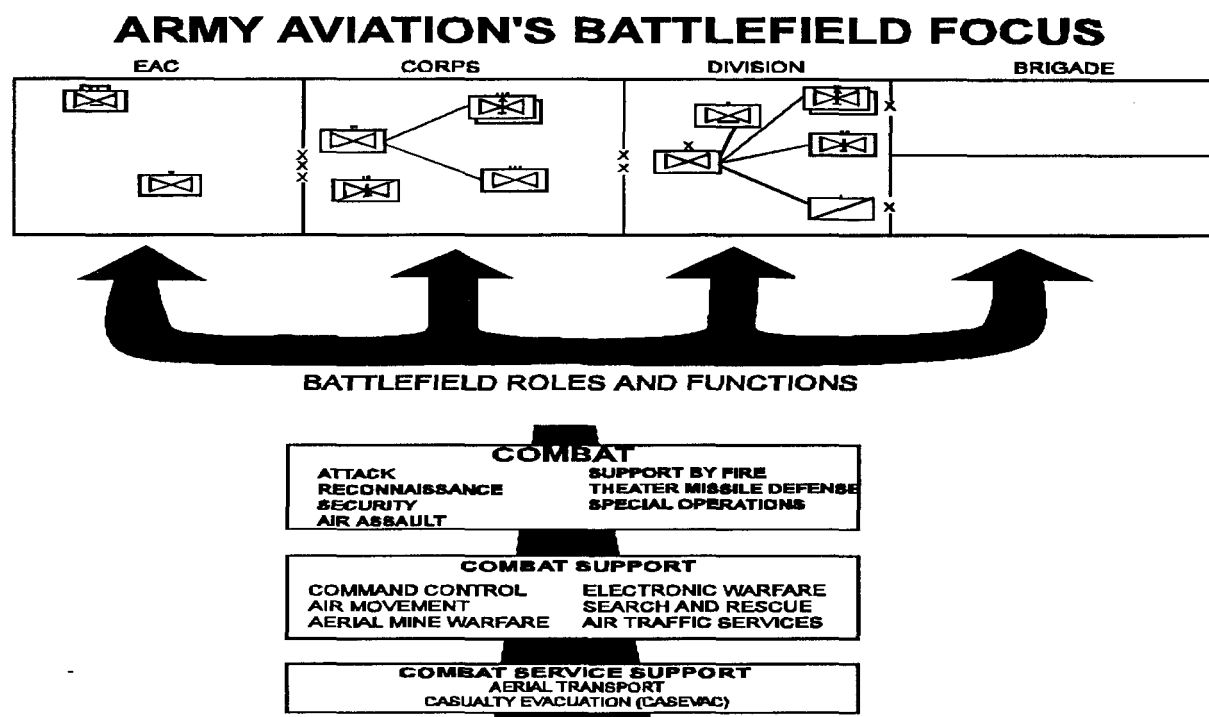 ARMY AVIATION'S BATTLEFIELD FOCUS
EAC CORPS DIVISION BRIGADE
X
X
X
X
X
X
X
X
BATTLEFIELD ROLES AND FUNCTIONS
COMBAT
ATTACK SUPPORT BY FIRE
RECONNAISSANCE THEATER MISSILE DEFENSE
SECURITY SPECIAL OPERATIONS
AIR ASSAULT
COMBAT SUPPORT
COMMAND CONTROL ELECTRONIC WARFARE
AIR MOVEMENT SEARCH AND RESCUE
AERIAL MINE WARFARE AIR TRAFFIC SERVICES
COMBAT SERVICE SUPPORT
AERIAL TRANSPORT
CASUALTY EVACUATION (CASEVAC)